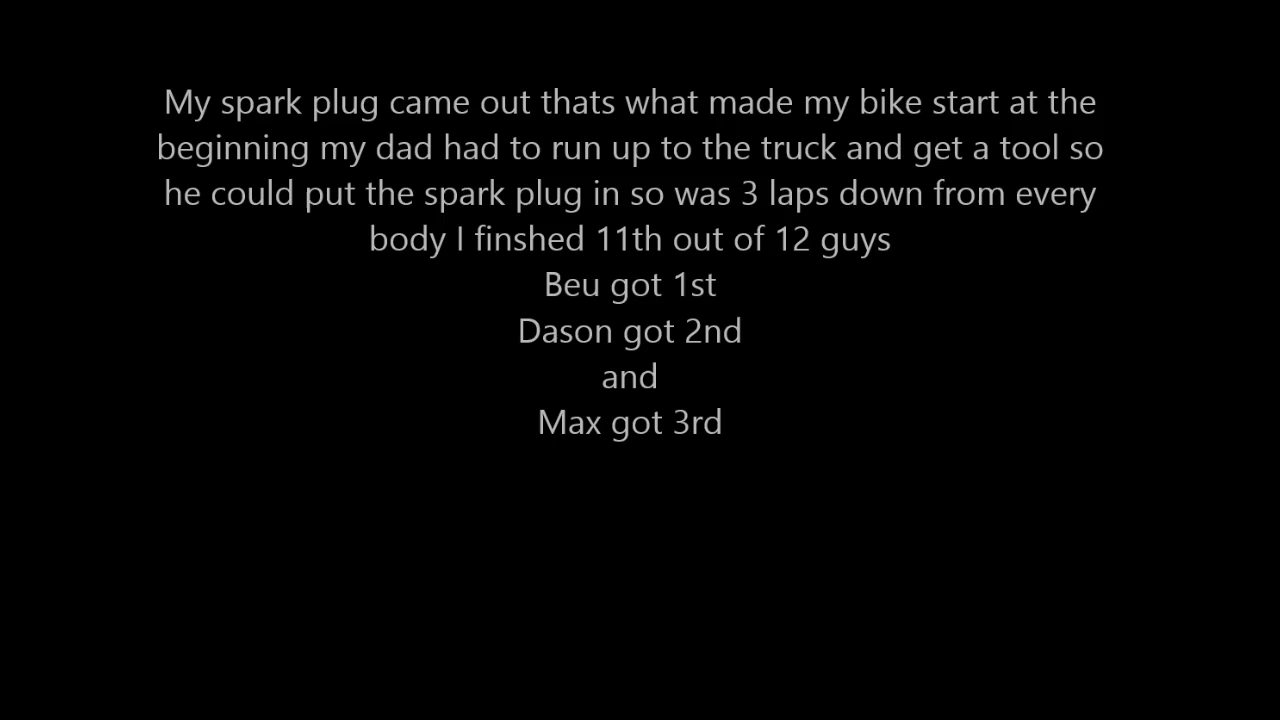 My spark plug came out thats what made my bike start at the
beginning my dad had to run up to the truck and get a tool so
he could put the spark plug in so was 3 laps down from every
body I finshed 11th out of 12 guys
Beu got 1st
Dason got 2nd
and
Max got 3rd